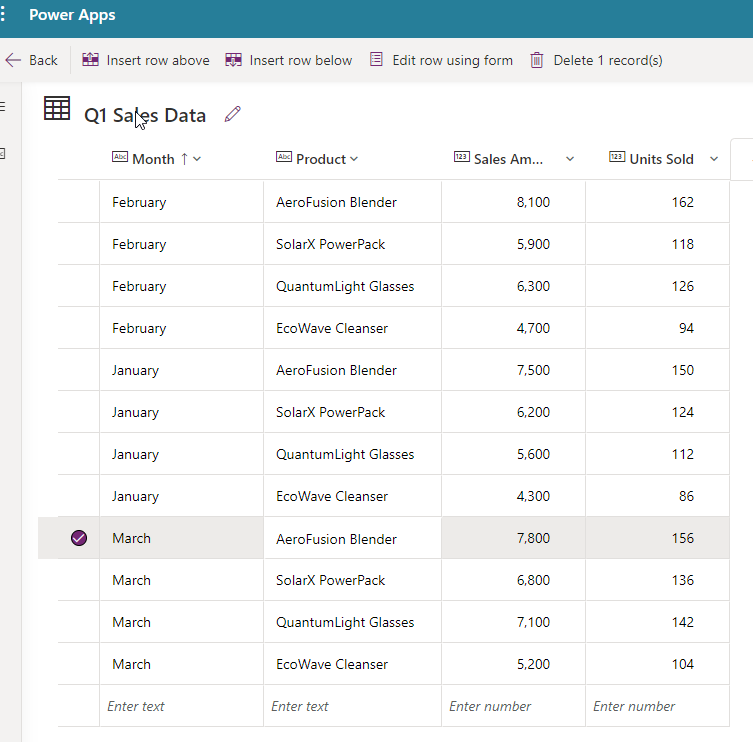 Power Apps
Back Insert row above Insert row below Edit row using form Delete 1 record(s)
Q1 Sales Data
Abc Month Abc Product 123 Sales Am... 123 Units Sold
February AeroFusion Blender 8,100 162
February SolarX PowerPack 5,900 118
February QuantumLight Glasses 6,300 126
February EcoWave Cleanser 4,700 94
January AeroFusion Blender 7,500 150
January SolarX PowerPack 6,200 124
January QuantumLight Glasses 5,600 112
January EcoWave Cleanser 4,300 86
March AeroFusion Blender 7,800 156
March SolarX PowerPack 6,800 136
March QuantumLight Glasses 7,100 142
March EcoWave Cleanser 5,200 104
Enter text Enter text Enter number Enter number